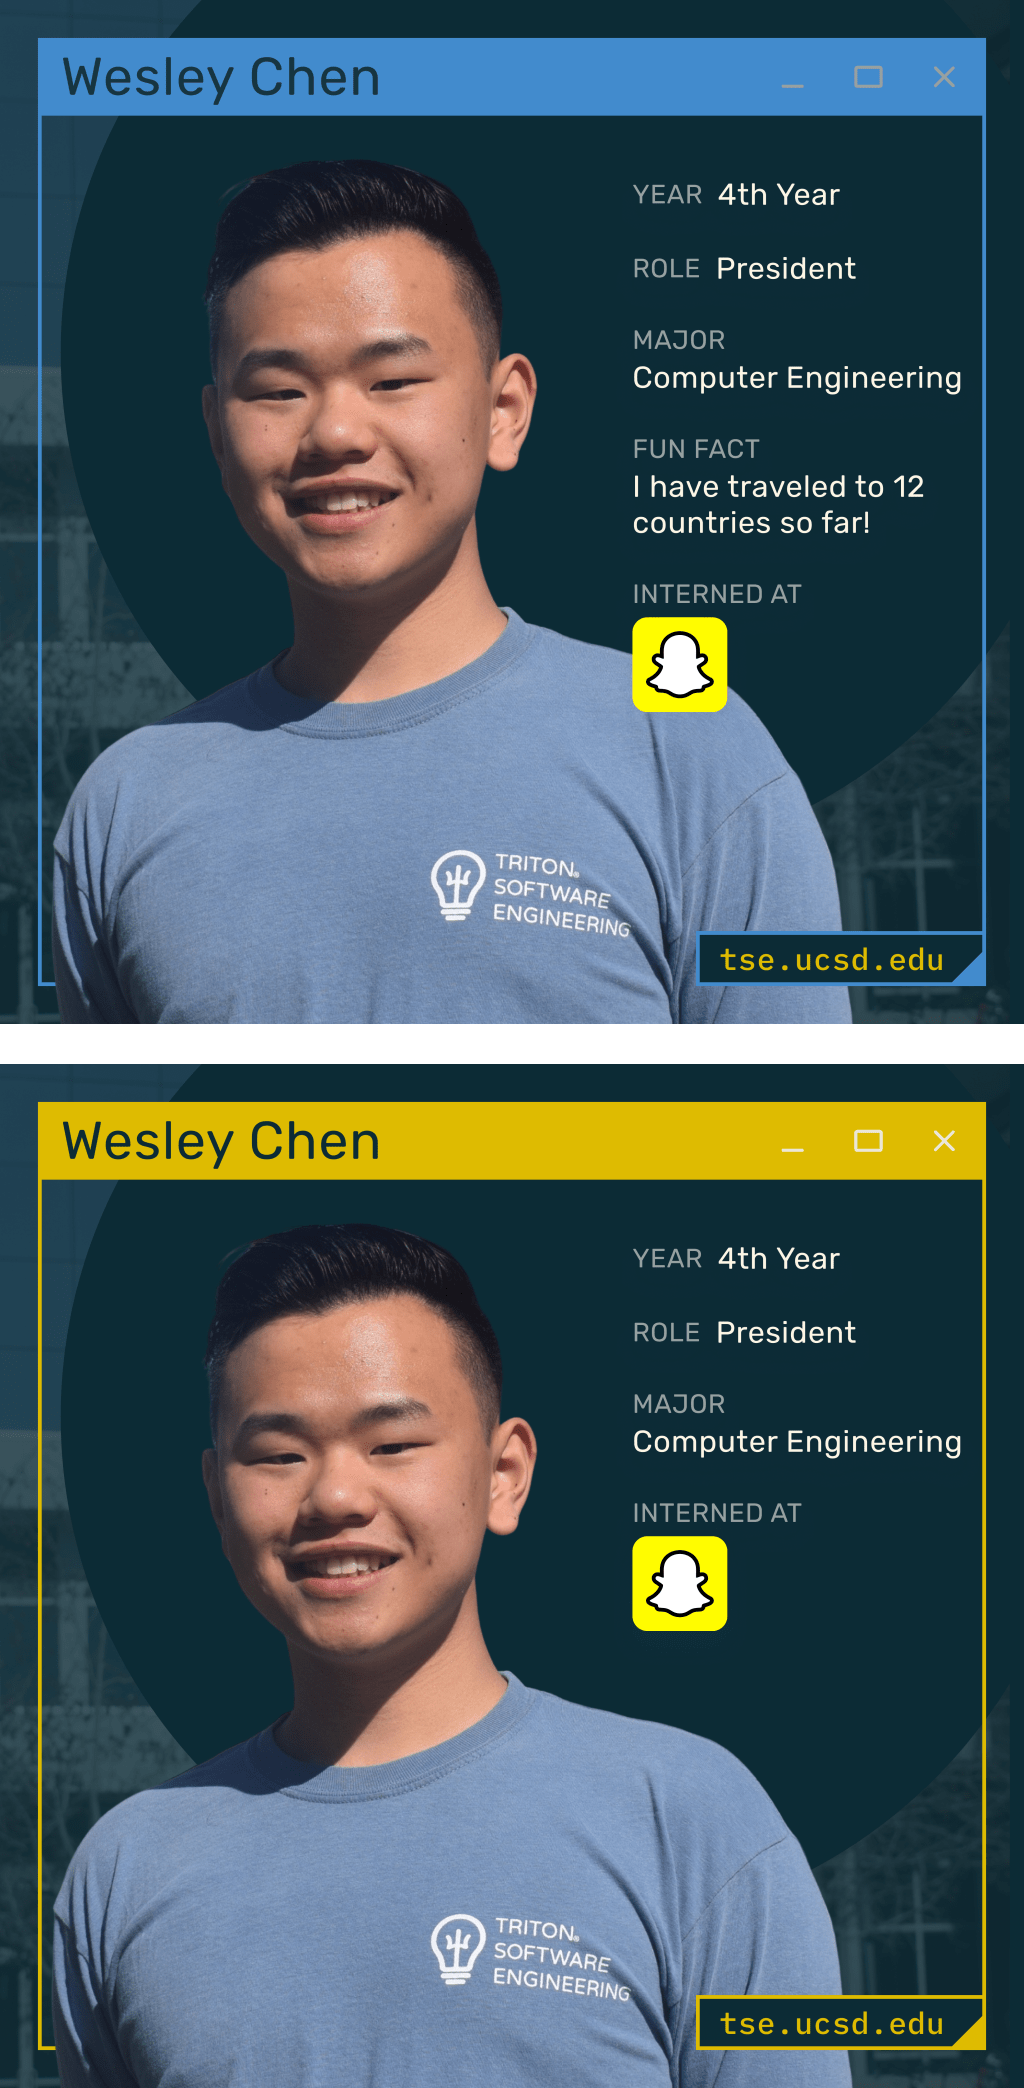 Wesley Chen
YEAR 4th Year
ROLE President
MAJOR
Computer Engineering
FUN FACT
I have traveled to 12
countries so far!
INTERNED AT
TRITON
SOFTWARE
ENGINEERING
tse.ucsd.edu
Wesley Chen
YEAR 4th Year
ROLE President
MAJOR
Computer Engineering
INTERNED AT
TRITON
SOFTWARE
ENGINEERING
tse.ucsd.edu